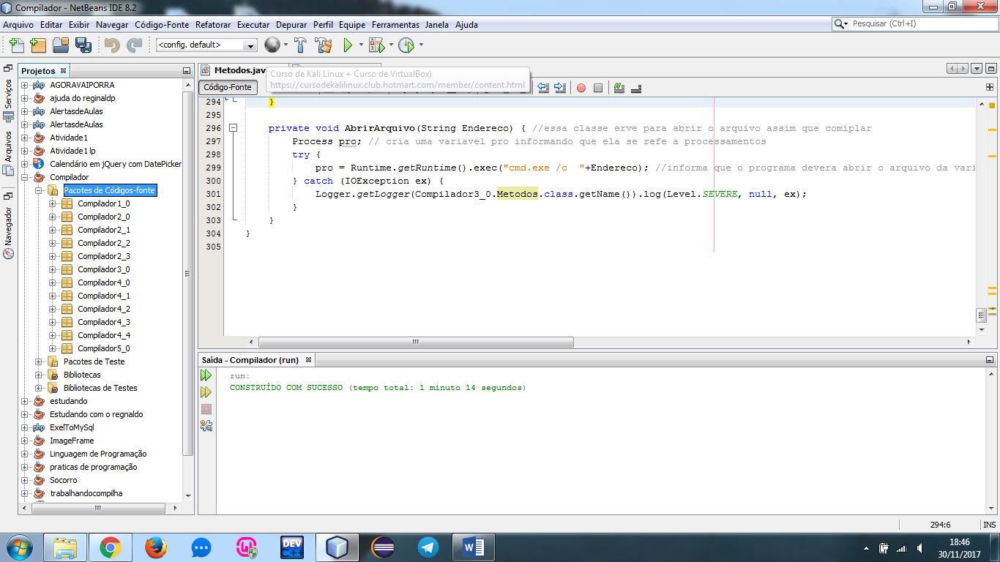 Compilador - NetBeans IDE 8.2
Arquivo Editar Exibir Navegar Código-Fonte Refatorar Executar Depurar Perfil Equipe Ferramentas Janela Ajuda
Pesquisar (Ctrl+I)
<config. default>
Serviços
Arquivos
Navegador
Projetos
AGORAVAIPORRA
ajuda do reginaldp
AlertasdeAulas
AlertasdeAulas
Atividade1
Atividade1 lp
Calendário em jQuery com DatePicker
Compilador
Pacotes de Códigos-fonte
Compilador1_0
Compilador2_0
Compilador2_1
Compilador2_2
Compilador2_3
Compilador3_0
Compilador4_0
Compilador4_1
Compilador4_2
Compilador4_3
Compilador4_4
Compilador5_0
Pacotes de Teste
Bibliotecas
Bibliotecas de Testes
estudando
Estudando com o regnaldo
ExelToMySql
ImageFrame
Linguagem de Programação
praticas de programação
Socorro
trabalhandocompilha
Metodos.jav
Curso de Kali Linux + Curso de VirtualBox)
https://cursodekalilinux.club.hotmart.com/member/content.html
Código-Fonte
294 }
295
296 private void AbrirArquivo(String Endereco) { //essa classe erve para abrir o arquivo assim que comiplar
297 Process pro; // cria uma variavel pro informando que ela se refe a processamentos
298 try {
299 pro = Runtime.getRuntime().exec("cmd.exe /c  "+Endereco); //informa que o programa devera abrir o arquivo da vari
300 } catch (IOException ex) {
301 Logger.getLogger(Compilador3_0.Metodos.class.getName()).log(Level.SEVERE, null, ex);
302 }
303 }
304 }
305
Saída - Compilador (run)
run:
CONSTRUÍDO COM SUCESSO (tempo total: 1 minuto 14 segundos)
294:6 INS
DEV C++
W
18:46
30/11/2017